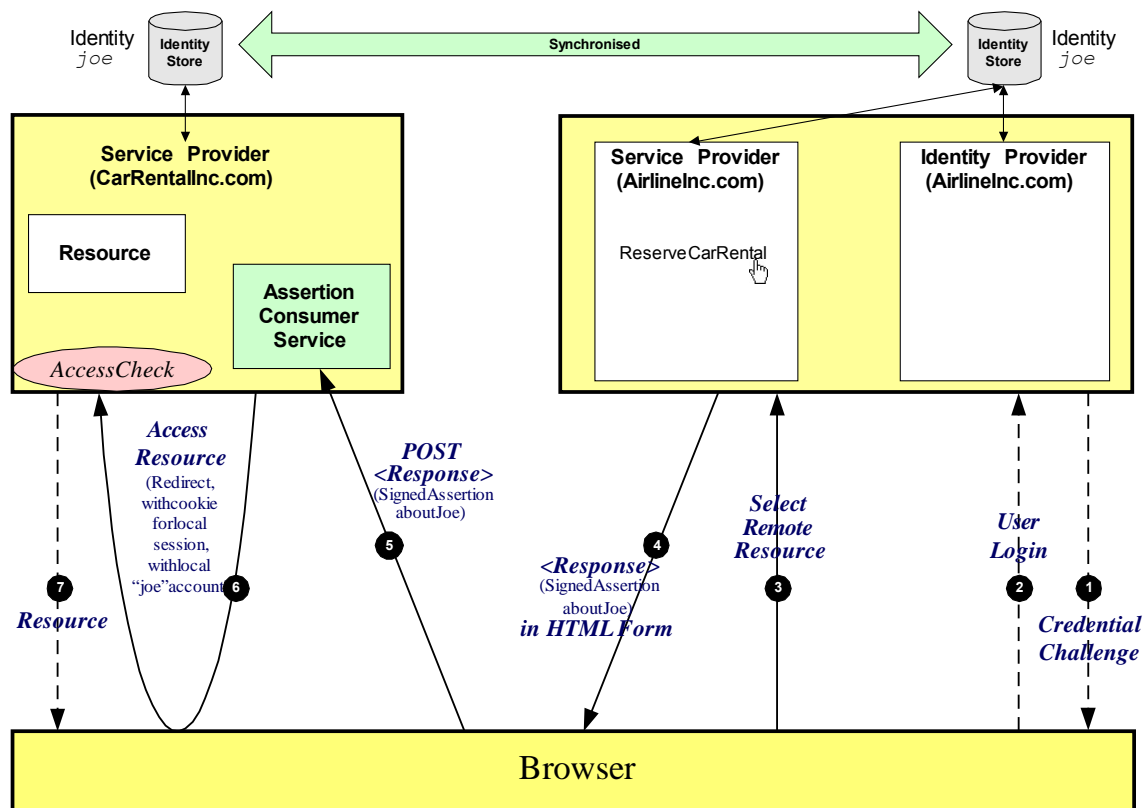 Identity
joe
Identity
Store
Synchronised
Identity
Store
Identity
joe
Service Provider
(CarRentalInc.com)
Resource
Assertion
Consumer
Service
AccessCheck
Service Provider
(AirlineInc.com)
ReserveCarRental
Identity Provider
(AirlineInc.com)
Access
Resource
(Redirect,
withcookie
forlocal
session,
withlocal
“joe”account
POST
<Response>
(SignedAssertion
aboutJoe)
5
4
<Response>
(SignedAssertion
aboutJoe)
in HTML Form
Select
Remote
Resource
3
User
Login
2
1
Credential
Challenge
7
Resource
6
Browser